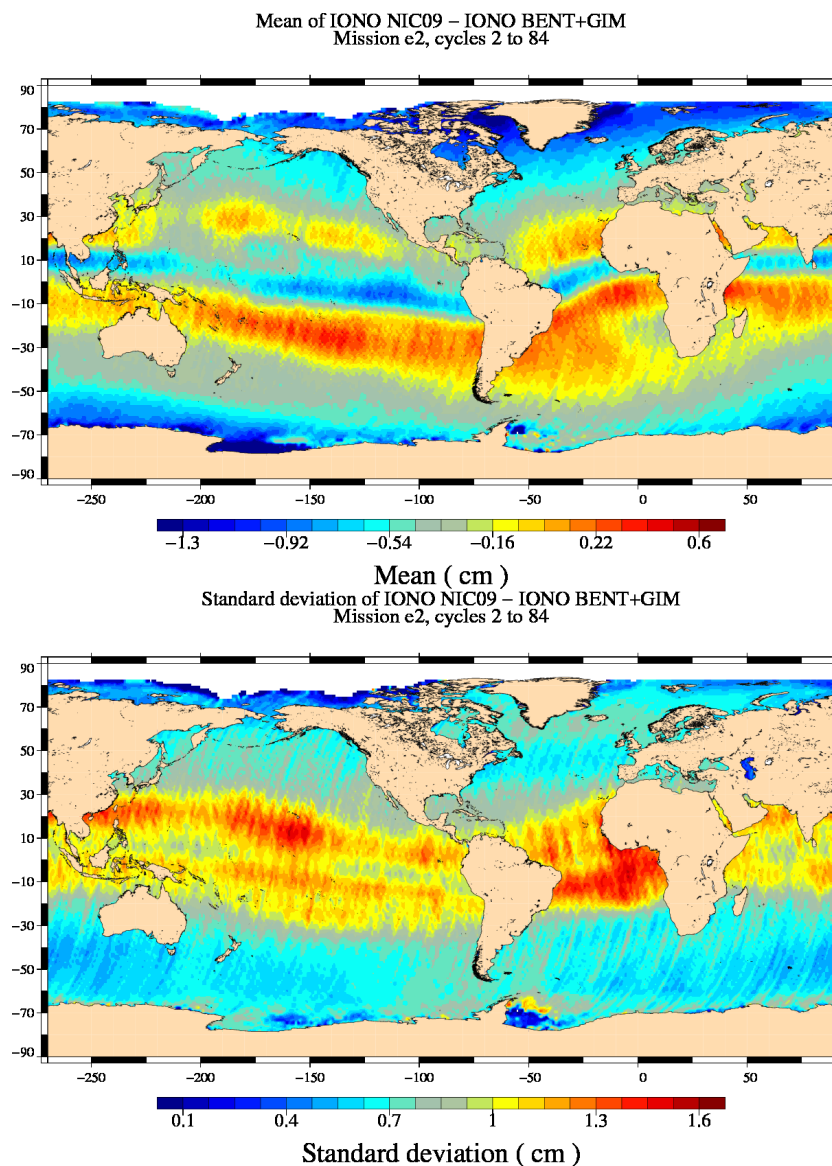 Mean of IONO NIC09 − IONO BENT+GIM
Mission e2, cycles 2 to 84
90
70
50
30
10
−10
−30
−50
−70
−90
−250 −200 −150 −100 −50 0 50
−1.3 −0.92 −0.54 −0.16 0.22 0.6
Mean ( cm )
Standard deviation of IONO NIC09 − IONO BENT+GIM
Mission e2, cycles 2 to 84
90
70
50
30
10
−10
−30
−50
−70
−90
−250 −200 −150 −100 −50 0 50
0.1 0.4 0.7 1 1.3 1.6
Standard deviation ( cm )